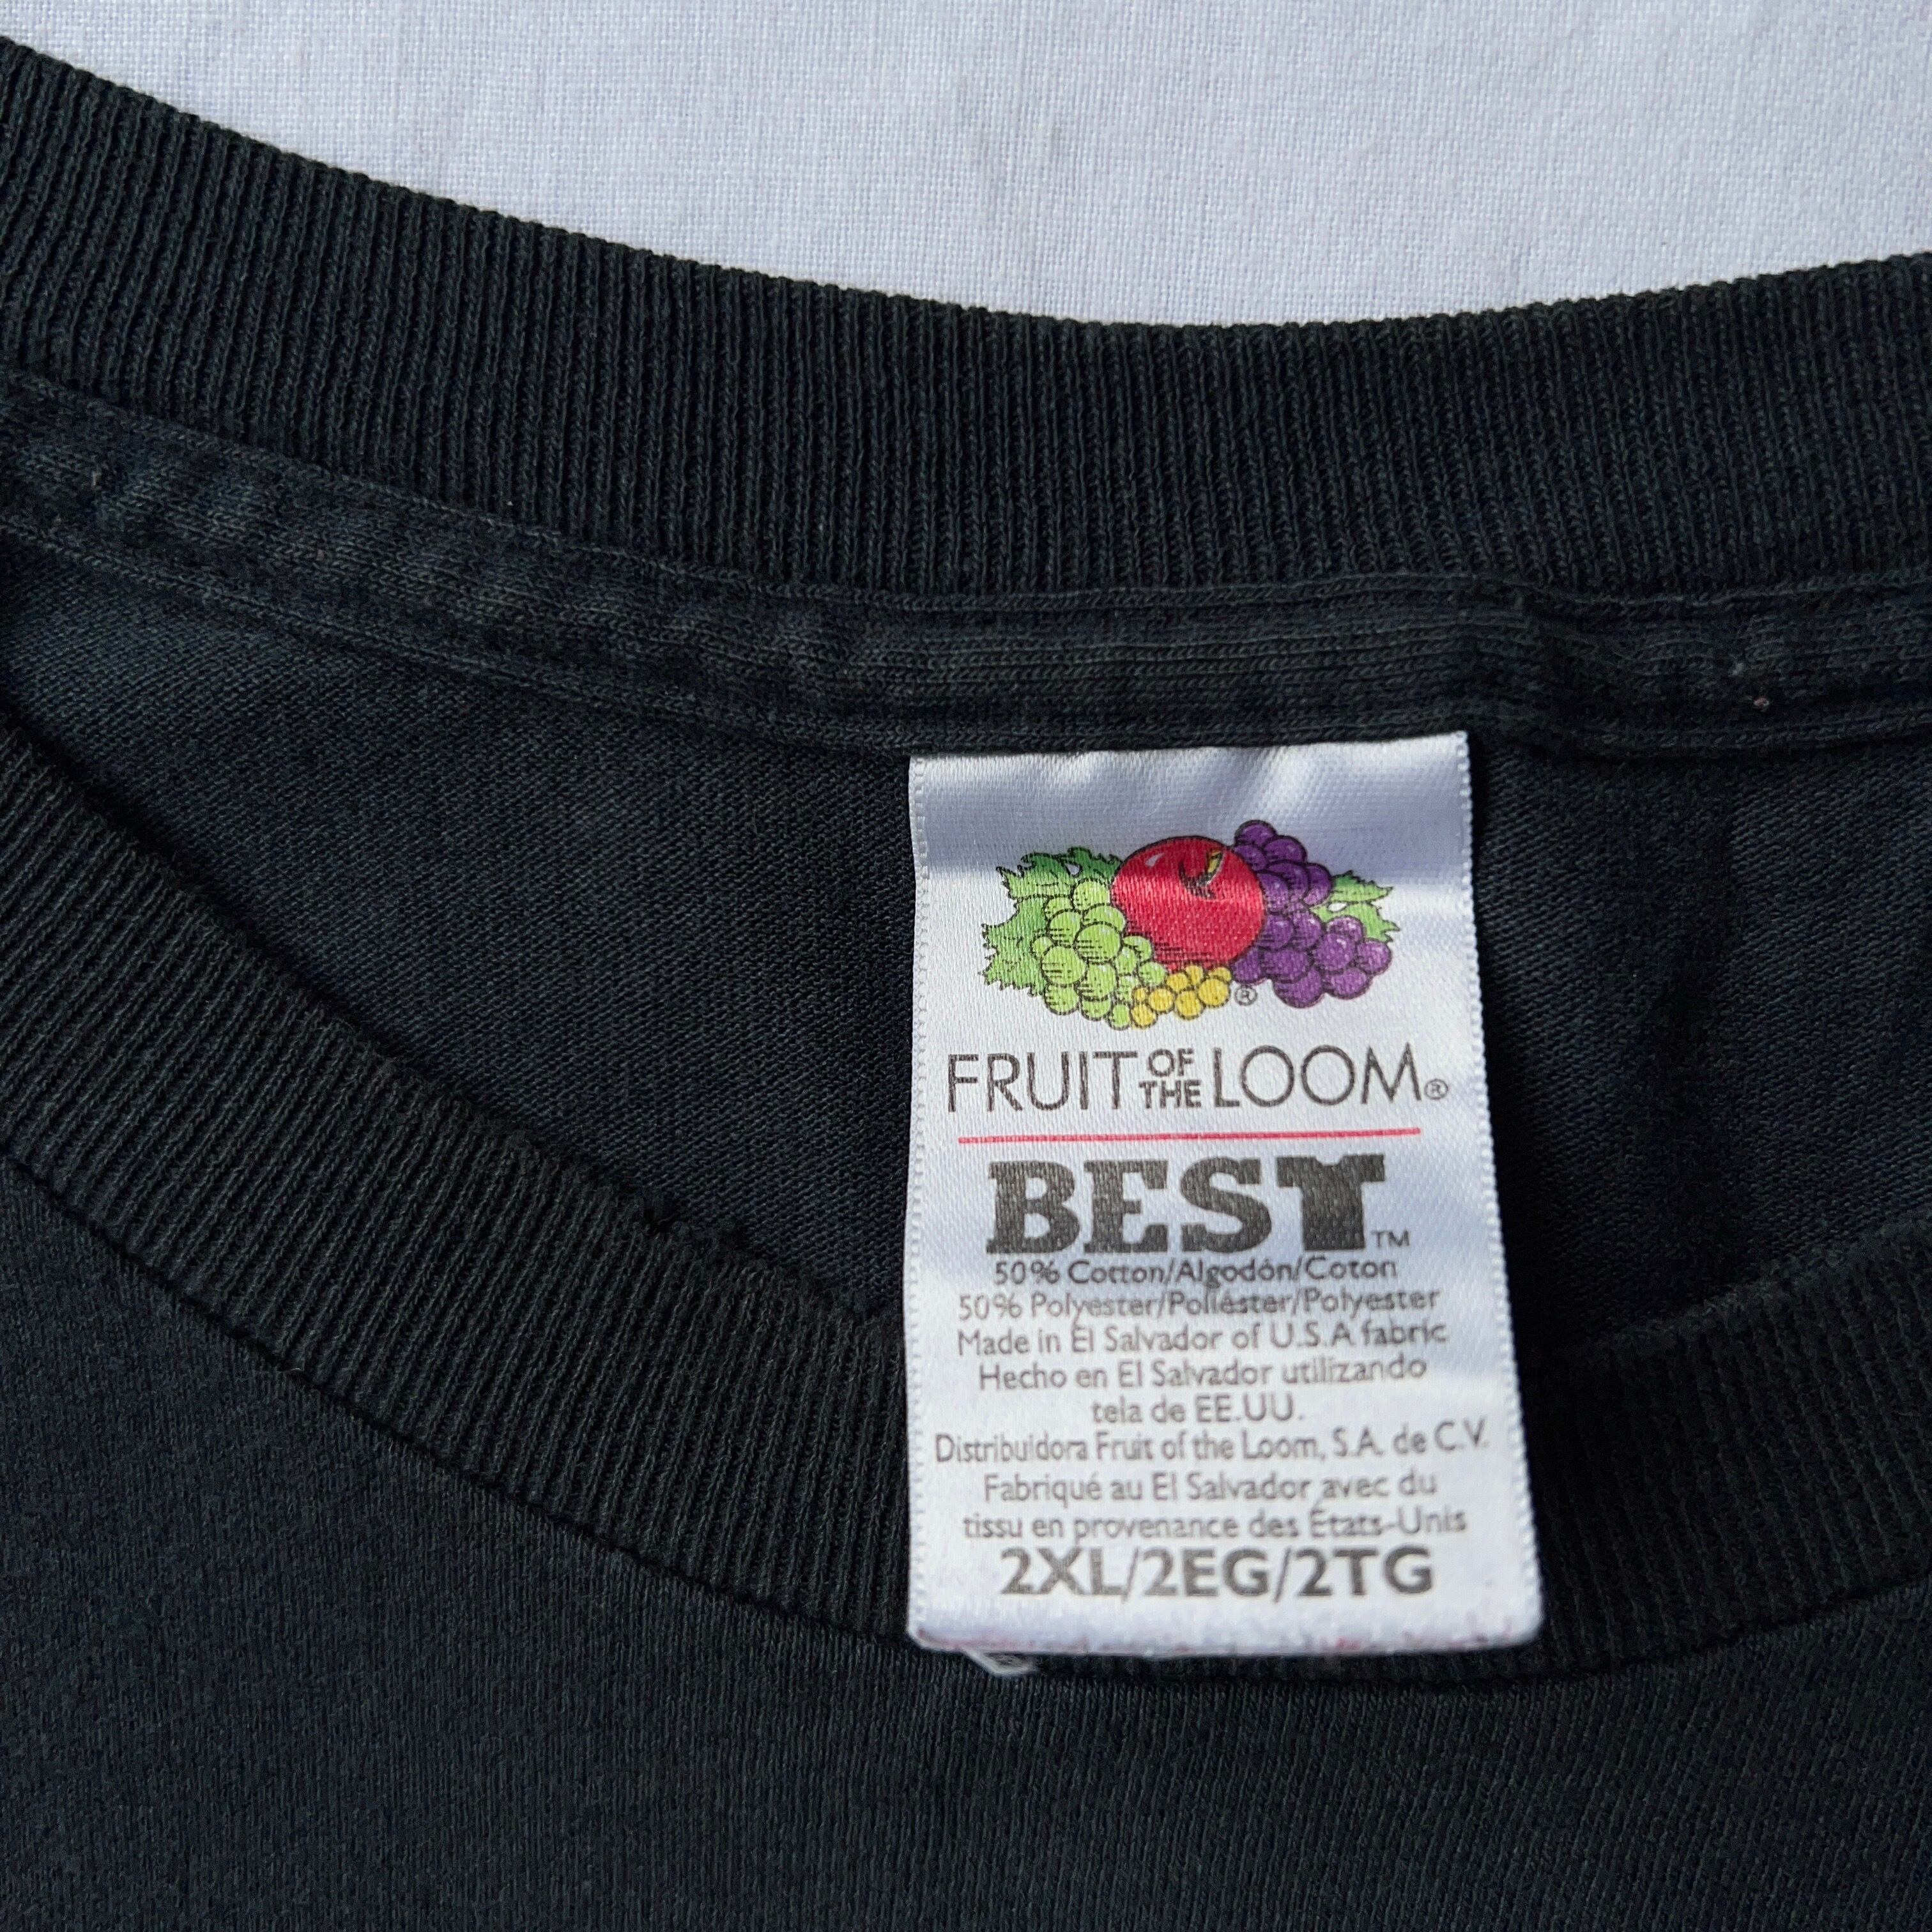 ®
FRUIT OF THE LOOM®
BEST™
50% Cotton/Algodón/Coton
50% Polyester/Poliéster/Polyester
Made in El Salvador of U.S.A fabric
Hecho en El Salvador utilizando
tela de EE.UU.
Distribuidora Fruit of the Loom, S.A. de C.V.
Fabriqué au El Salvador avec du
tissu en provenance des États-Unis
2XL/2EG/2TG